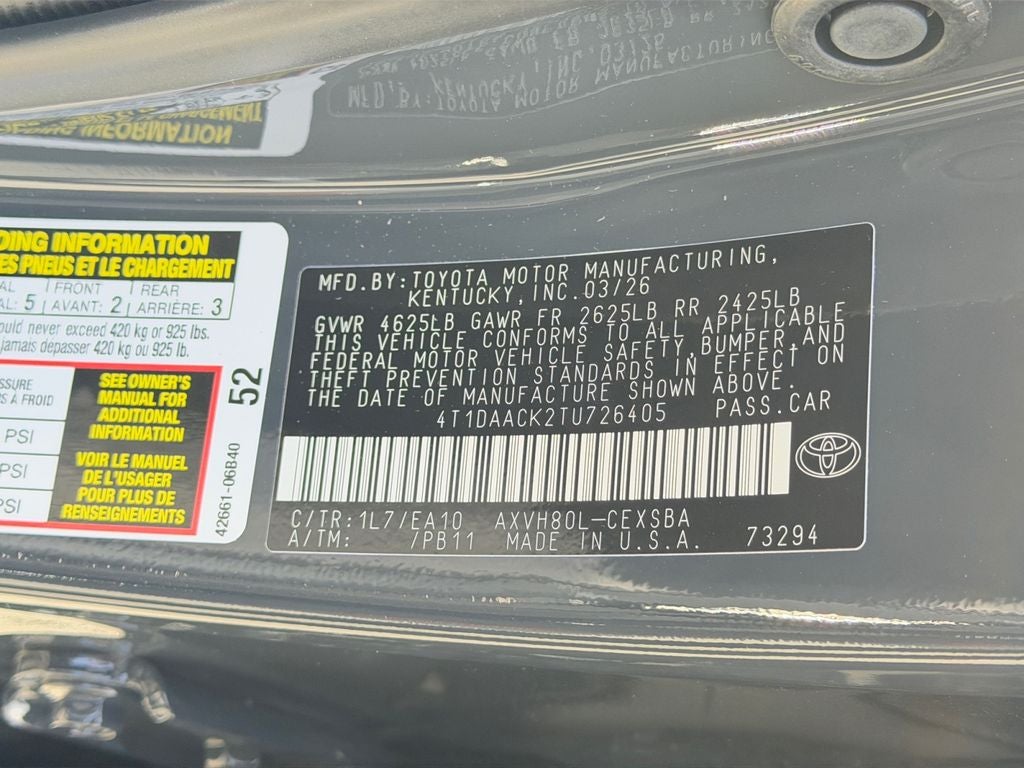 DING INFORMATION
ES PNEUS ET LE CHARGEMENT
AL FRONT REAR
AL: 5 AVANT: 2 ARRIÈRE: 3
ould never exceed 420 kg or 925 lbs.
jamais dépasser 420 kg ou 925 lb.
SSURE
S À FROID
PSI
PSI
PSI
SEE OWNER'S
MANUAL FOR
ADDITIONAL
INFORMATION
VOIR LE MANUEL
DE L'USAGER
POUR PLUS DE
RENSEIGNEMENTS
52
42661-06B40
MFD. BY: TOYOTA MOTOR MANUFACTURING,
KENTUCKY, INC. 03/26
GVWR 4625LB GAWR FR 2625LB RR 2425LB
THIS VEHICLE CONFORMS TO ALL APPLICABLE
FEDERAL MOTOR VEHICLE SAFETY, BUMPER, AND
THEFT PREVENTION STANDARDS IN EFFECT ON
THE DATE OF MANUFACTURE SHOWN ABOVE.
4T1DAACK2TU726405 PASS. CAR
C/TR: 1L7/EA10 AXVH80L-CEXSBA
A/TM: /PB11 MADE IN U.S.A. 73294